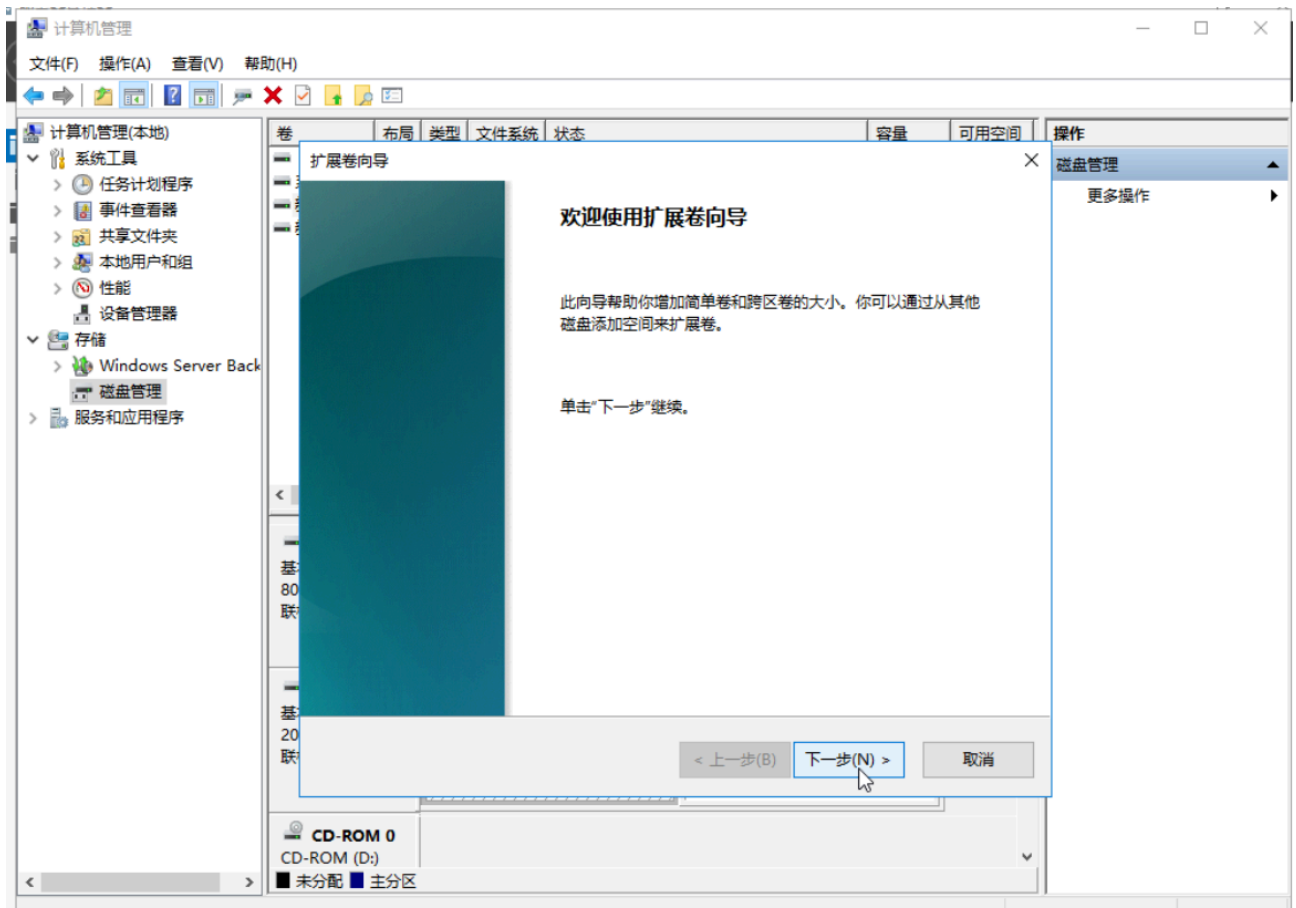 计算机管理
文件(F) 操作(A) 查看(V) 帮助(H)
计算机管理(本地)
系统工具
任务计划程序
事件查看器
共享文件夹
本地用户和组
性能
设备管理器
存储
Windows Server Back
磁盘管理
服务和应用程序
卷 布局 类型 文件系统 状态 容量 可用空间
扩展卷向导
欢迎使用扩展卷向导
此向导帮助你增加简单卷和跨区卷的大小。你可以通过从其他
磁盘添加空间来扩展卷。
单击“下一步”继续。
< 上一步(B) 下一步(N) > 取消
80
20
CD-ROM 0
CD-ROM (D:)
未分配 主分区
操作
磁盘管理
更多操作